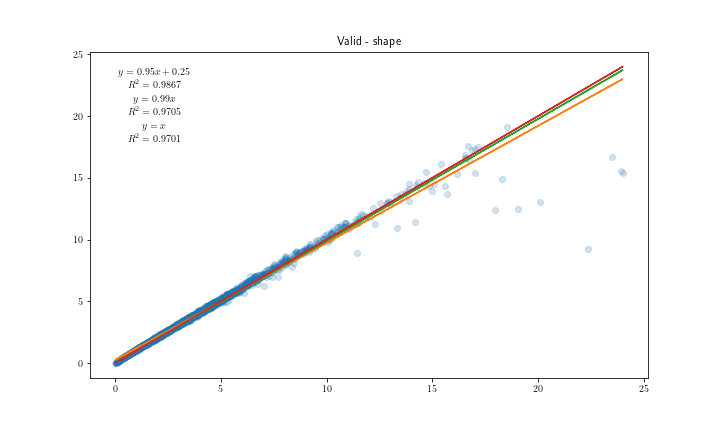 Valid - shape
25
20
15
10
5
0
y = 0.95x + 0.25
R² = 0.9867
y = 0.99x
R² = 0.9705
y = x
R² = 0.9701
0 5 10 15 20 25